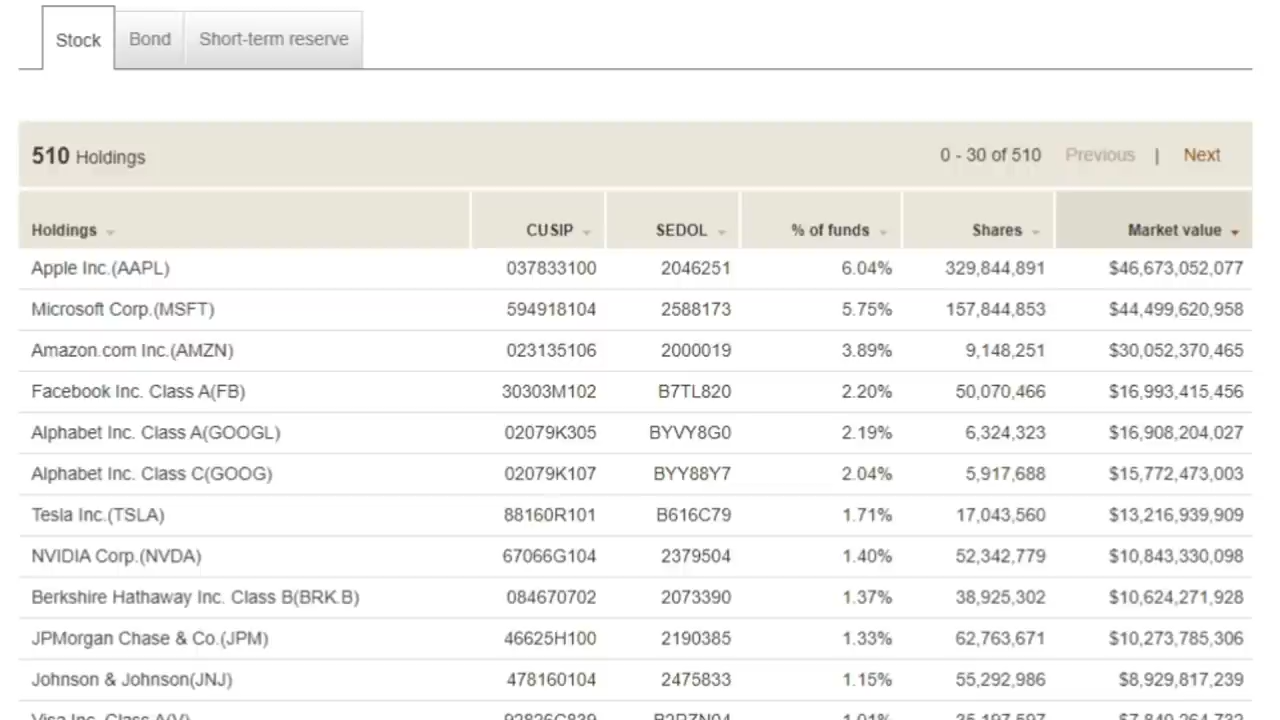 Stock Bond Short-term reserve
510 Holdings 0 - 30 of 510 Previous | Next
Holdings CUSIP SEDOL % of funds Shares Market value
Apple Inc.(AAPL) 037833100 2046251 6.04% 329,844,891 $46,673,052,077
Microsoft Corp.(MSFT) 594918104 2588173 5.75% 157,844,853 $44,499,620,958
Amazon.com Inc.(AMZN) 023135106 2000019 3.89% 9,148,251 $30,052,370,465
Facebook Inc. Class A(FB) 30303M102 B7TL820 2.20% 50,070,466 $16,993,415,456
Alphabet Inc. Class A(GOOGL) 02079K305 BYVY8G0 2.19% 6,324,323 $16,908,204,027
Alphabet Inc. Class C(GOOG) 02079K107 BYY88Y7 2.04% 5,917,688 $15,772,473,003
Tesla Inc.(TSLA) 88160R101 B616C79 1.71% 17,043,560 $13,216,939,909
NVIDIA Corp.(NVDA) 67066G104 2379504 1.40% 52,342,779 $10,843,330,098
Berkshire Hathaway Inc. Class B(BRK.B) 084670702 2073390 1.37% 38,925,302 $10,624,271,928
JPMorgan Chase & Co.(JPM) 46625H100 2190385 1.33% 62,763,671 $10,273,785,306
Johnson & Johnson(JNJ) 478160104 2475833 1.15% 55,292,986 $8,929,817,239
Visa Inc. Class A(V)